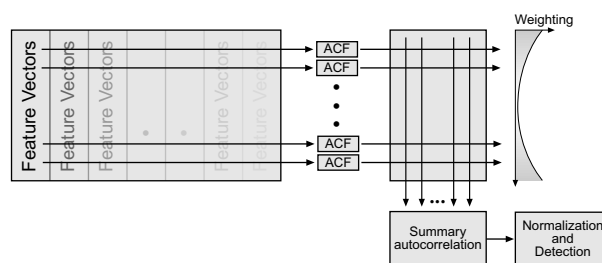 Weighting
Feature Vectors
Feature Vectors
Feature Vectors
Feature Vectors
Feature Vectors
ACF
ACF
ACF
ACF
Summary
autocorrelation
Normalization
and
Detection